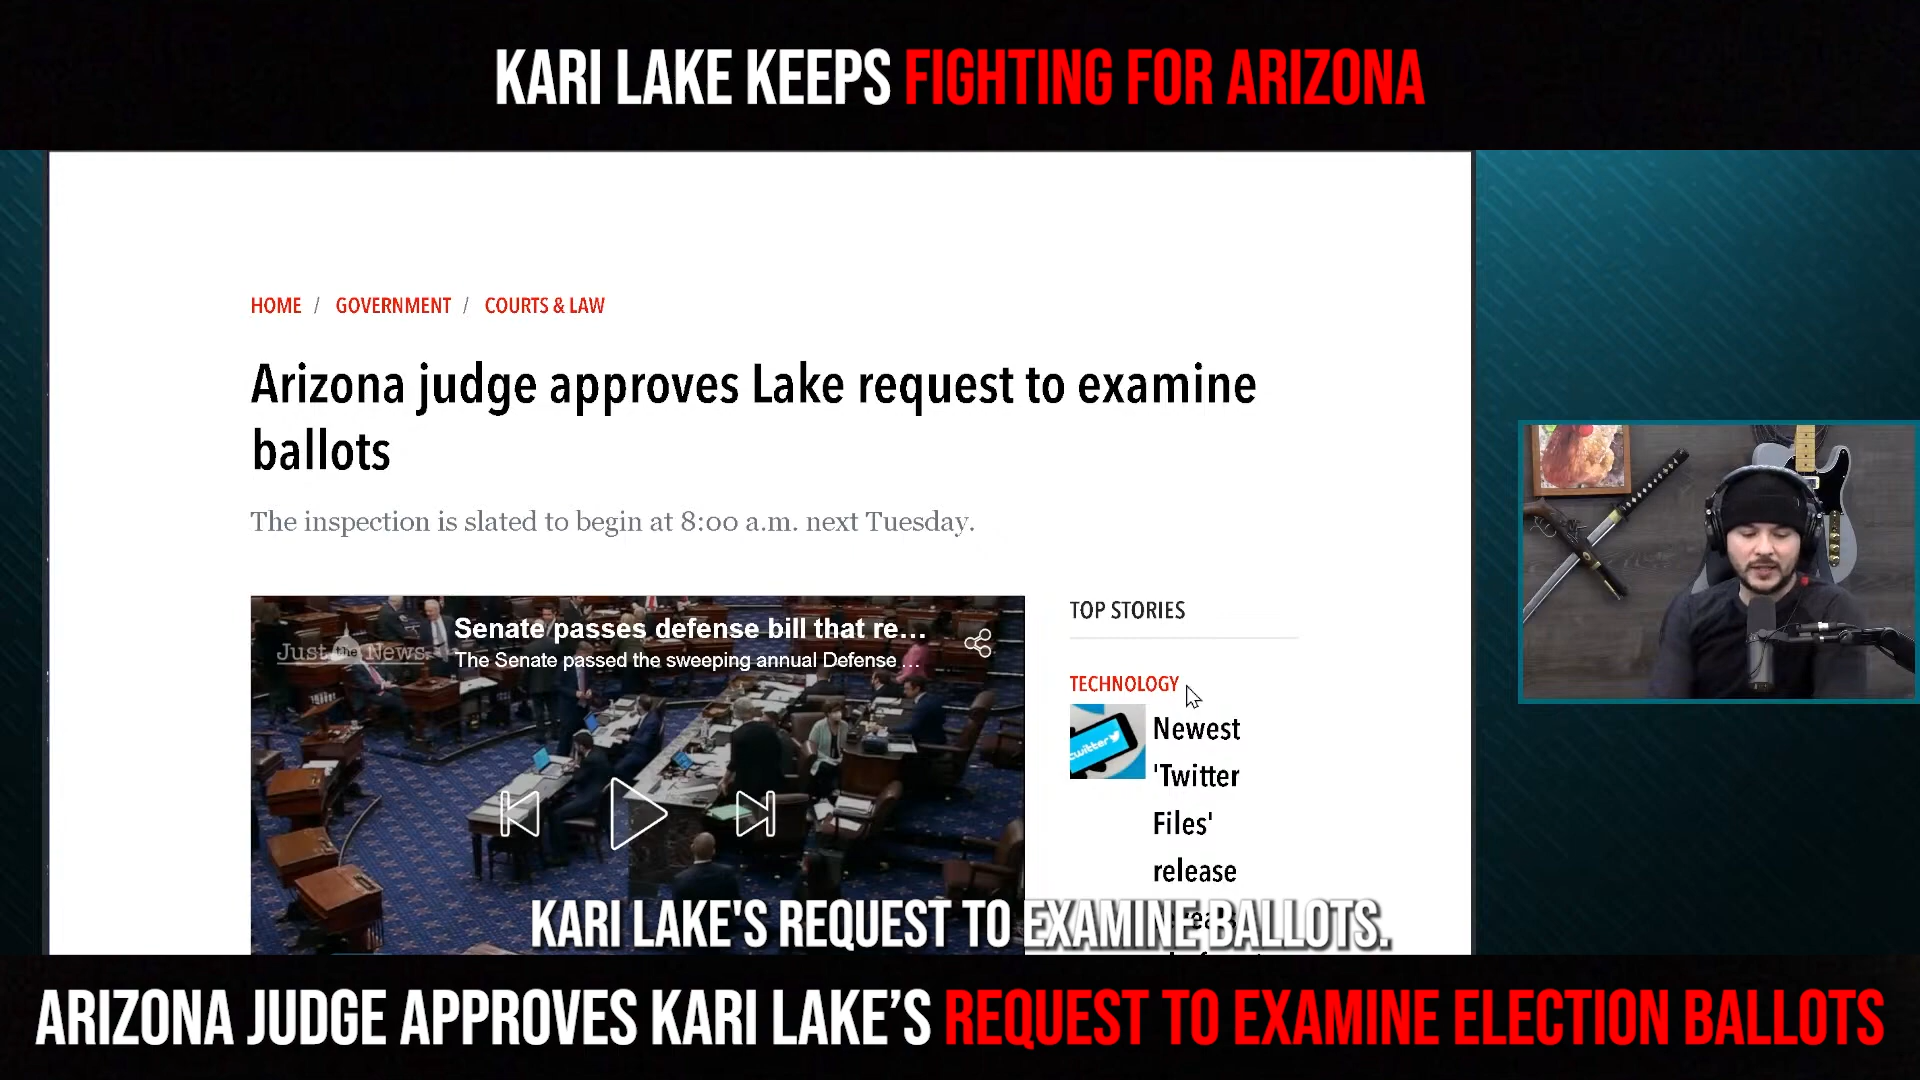 KARI LAKE KEEPS FIGHTING FOR ARIZONA
HOME / GOVERNMENT / COURTS & LAW
Arizona judge approves Lake request to examine
ballots
The inspection is slated to begin at 8:00 a.m. next Tuesday.
Just the News
Senate passes defense bill that re...
The Senate passed the sweeping annual Defense ...
TOP STORIES
TECHNOLOGY
twitter
Newest
'Twitter
Files'
release
KARI LAKE'S REQUEST TO EXAMINE BALLOTS.
ARIZONA JUDGE APPROVES KARI LAKE’S REQUEST TO EXAMINE ELECTION BALLOTS